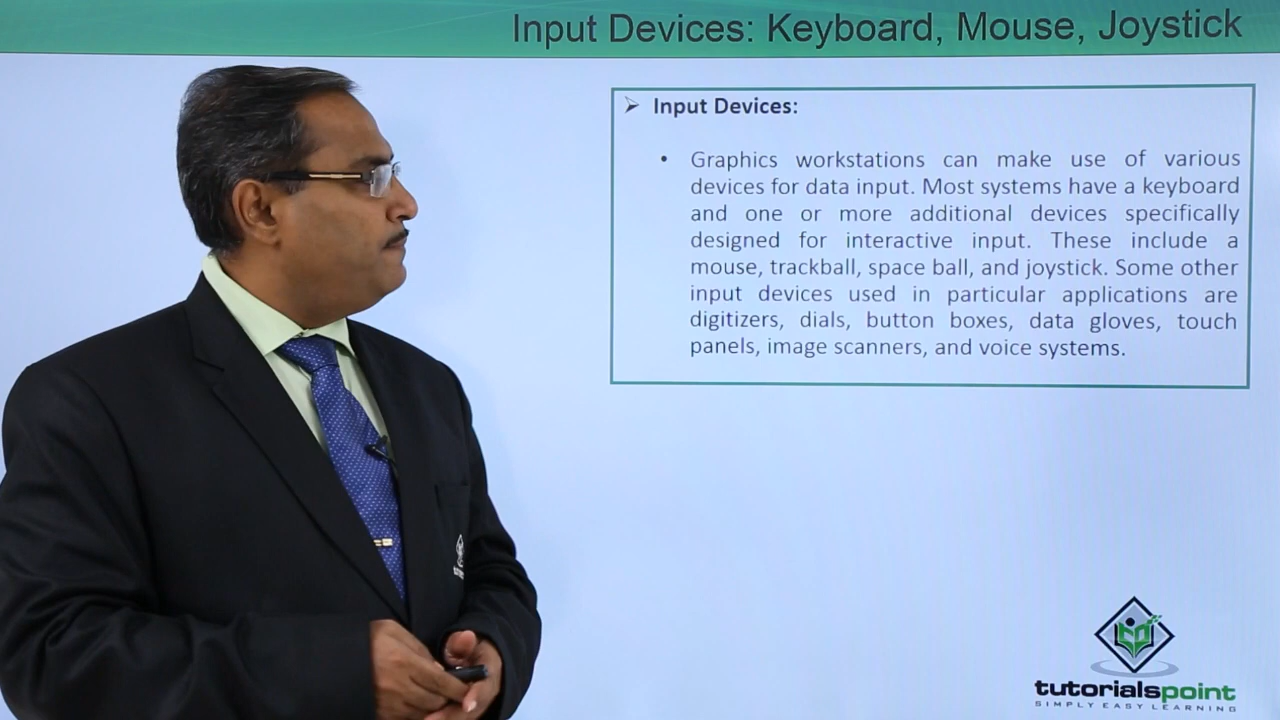 Input Devices: Keyboard, Mouse, Joystick
Input Devices:
Graphics workstations can make use of various
devices for data input. Most systems have a keyboard
and one or more additional devices specifically
designed for interactive input. These include a
mouse, trackball, space ball, and joystick. Some other
input devices used in particular applications are
digitizers, dials, button boxes, data gloves, touch
panels, image scanners, and voice systems.
tutorialspoint
SIMPLY EASY LEARNING